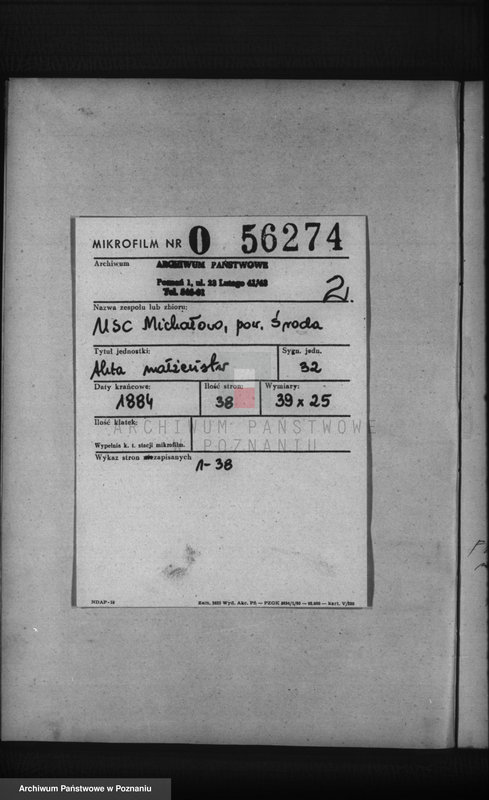 MIKROFILM NR O 56274
Archiwum ARCHIWUM PAŃSTWOWE
Poznań 1, ul. 23 Lutego 41/43
2.
Nazwa zespołu lub zbioru:
USC Michałowo, pow. Środa
Tytuł jednostki: Sygn. jedn.
Akta małżeństw 32
Daty krańcowe: Ilość stron: Wymiary:
1884 38 39 x 25
Ilość klatek:
ARCHIWUM PAŃSTWOWE
W POZNANIU
Wypełnia k. t. stacji mikrofilm.
Wykaz stron zapisanych
1-38
Archiwum Państwowe w Poznaniu